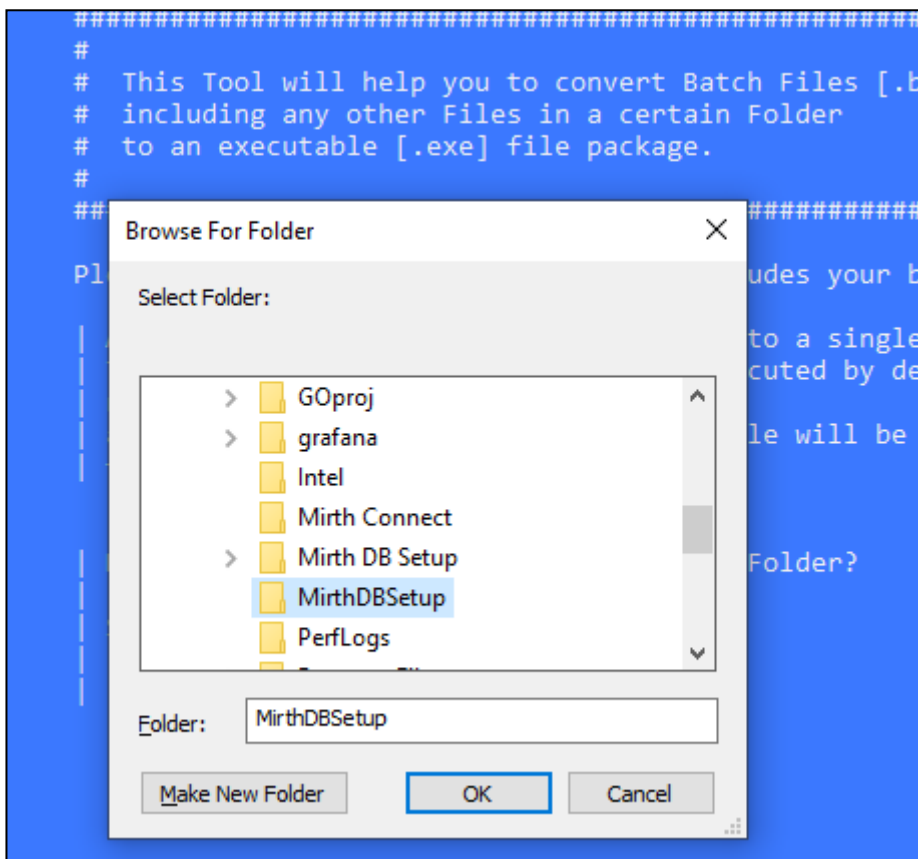 ####################################################
#
# This Tool will help you to convert Batch Files [.b
# including any other Files in a certain Folder
# to an executable [.exe] file package.
#
##
###########
Browse For Folder
Pl
udes your b
Select Folder:
to a single
cuted by de
le will be
Folder?
GOproj
grafana
Intel
Mirth Connect
Mirth DB Setup
MirthDBSetup
PerfLogs
Folder:
MirthDBSetup
Make New Folder
OK
Cancel